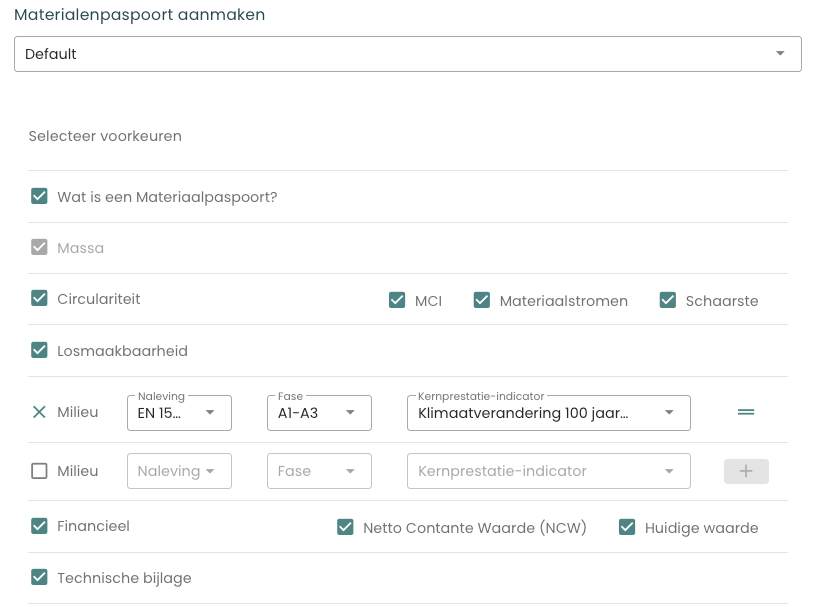 Materialenpaspoort aanmaken
Default
Selecteer voorkeuren
Wat is een Materiaalpaspoort?
Massa
Circulariteit MCI Materiaalstromen Schaarste
Losmaakbaarheid
Naleving Fase Kernprestatie-indicator
Milieu EN 15... A1-A3 Klimaatverandering 100 jaar...
Milieu Naleving Fase Kernprestatie-indicator
Financieel Netto Contante Waarde (NCW) Huidige waarde
Technische bijlage